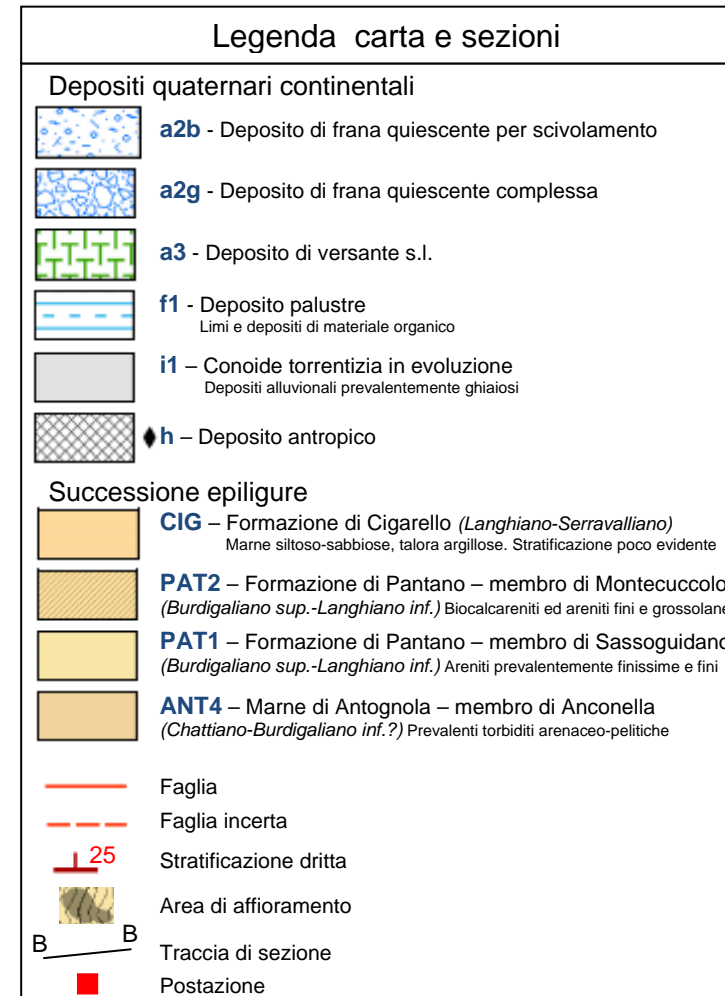 Legenda  carta e sezioni
Depositi quaternari continentali
a2b - Deposito di frana quiescente per scivolamento
a2g - Deposito di frana quiescente complessa
a3 - Deposito di versante s.l.
f1 - Deposito palustre
Limi e depositi di materiale organico
i1 – Conoide torrentizia in evoluzione
Depositi alluvionali prevalentemente ghiaiosi
h – Deposito antropico
Successione epiligure
CIG – Formazione di Cigarello (Langhiano-Serravalliano)
Marne siltoso-sabbiose, talora argillose. Stratificazione poco evidente
PAT2 – Formazione di Pantano – membro di Montecuccolo
(Burdigaliano sup.-Langhiano inf.) Biocalcareniti ed areniti fini e grossolane
PAT1 – Formazione di Pantano – membro di Sassoguidano
(Burdigaliano sup.-Langhiano inf.) Areniti prevalentemente finissime e fini
ANT4 – Marne di Antognola – membro di Anconella
(Chattiano-Burdigaliano inf.?) Prevalenti torbiditi arenaceo-pelitiche
Faglia
Faglia incerta
25 Stratificazione dritta
Area di affioramento
B B Traccia di sezione
Postazione